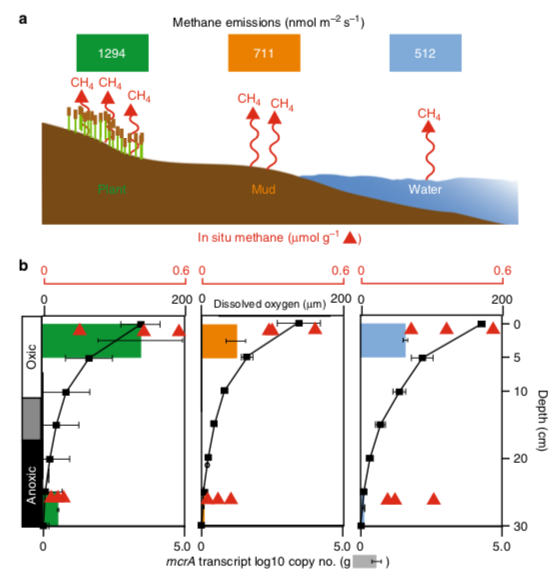 a
Methane emissions (nmol m⁻² s⁻¹)
1294
711
512
CH₄ CH₄ CH₄
CH₄ CH₄
CH₄
Plant
Mud
Water
In situ methane (μmol g⁻¹ ▲)
b
0 0.6 0 0.6 0 0.6
Dissolved oxygen (μm)
0 200 0 200 0 200
Oxic
Anoxic
0
5
10
20
30
Depth (cm)
0 5.0 0 5.0 0 5.0
mcrA transcript log10 copy no. (g )